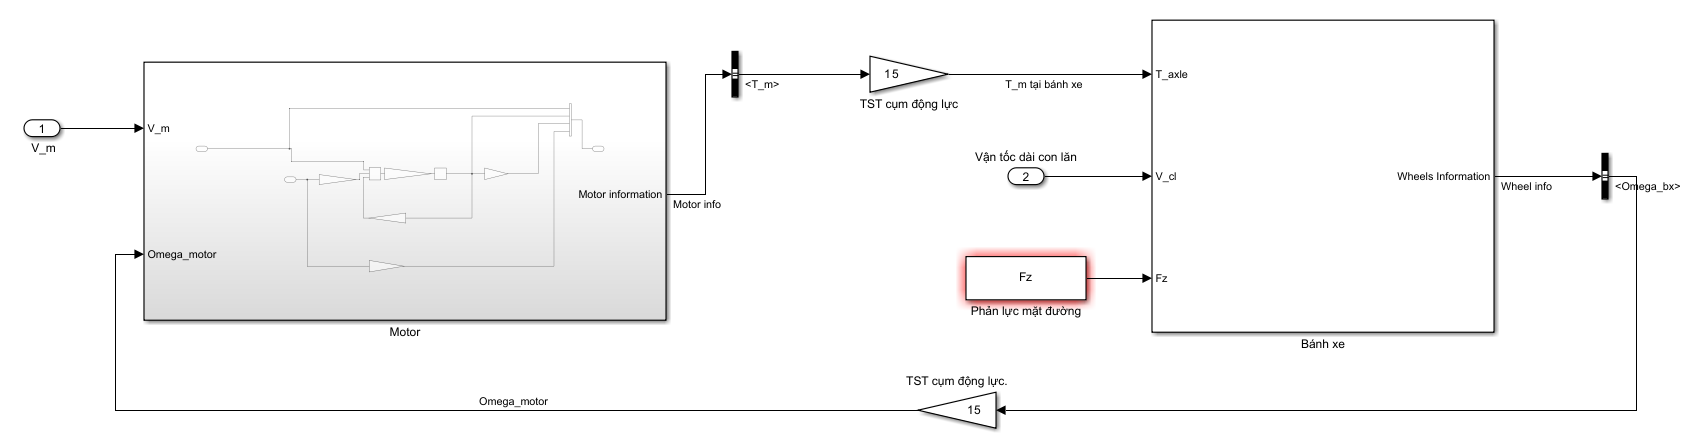 1
V_m
V_m
Omega_motor
Motor information
Motor
Motor info
<T_m>
15
TST cụm động lực
T_m tại bánh xe
Vận tốc dài con lăn
2
Fz
Phản lực mặt đường
T_axle
V_cl
Fz
Wheels Information
Bánh xe
Wheel info
<Omega_bx>
TST cụm động lực.
15
Omega_motor